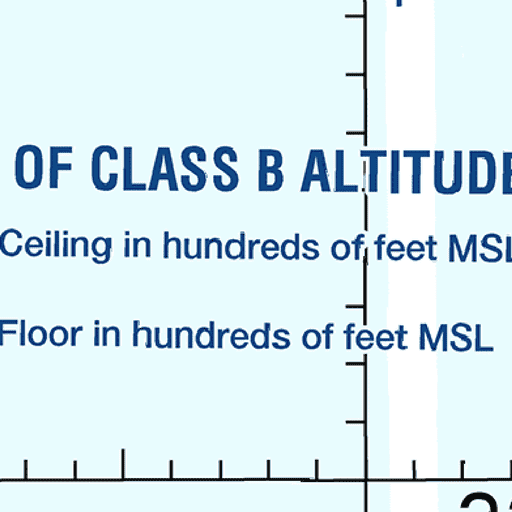 OF CLASS B ALTITUDE
Ceiling in hundreds of feet MSL
Floor in hundreds of feet MSL